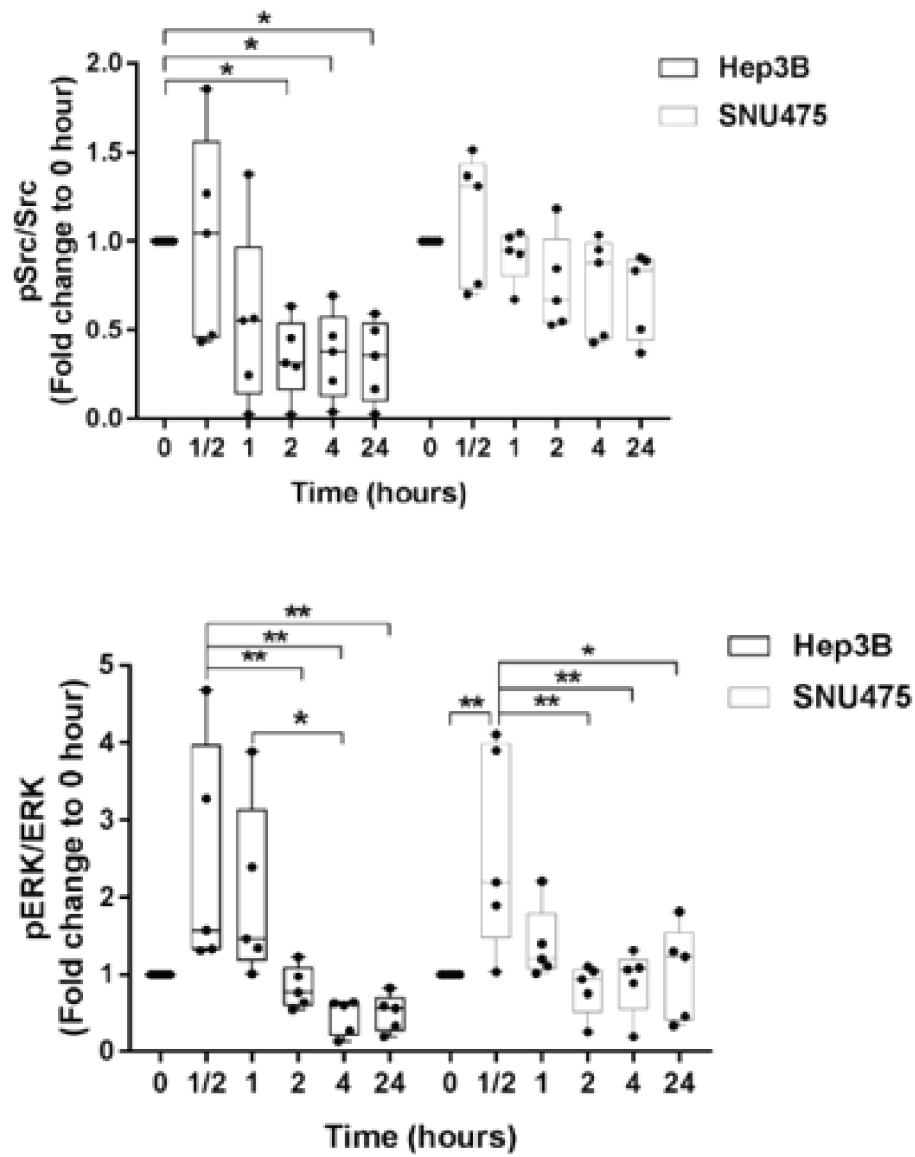 *
*
*
Hep3B
SNU475
pSrc/Src
(Fold change to 0 hour)
2.0
1.5
1.0
0.5
0.0
0 1/2 1 2 4 24 0 1/2 1 2 4 24
Time (hours)
**
**
**
*
*
**
**
**
Hep3B
SNU475
pERK/ERK
(Fold change to 0 hour)
5
4
3
2
1
0
0 1/2 1 2 4 24 0 1/2 1 2 4 24
Time (hours)